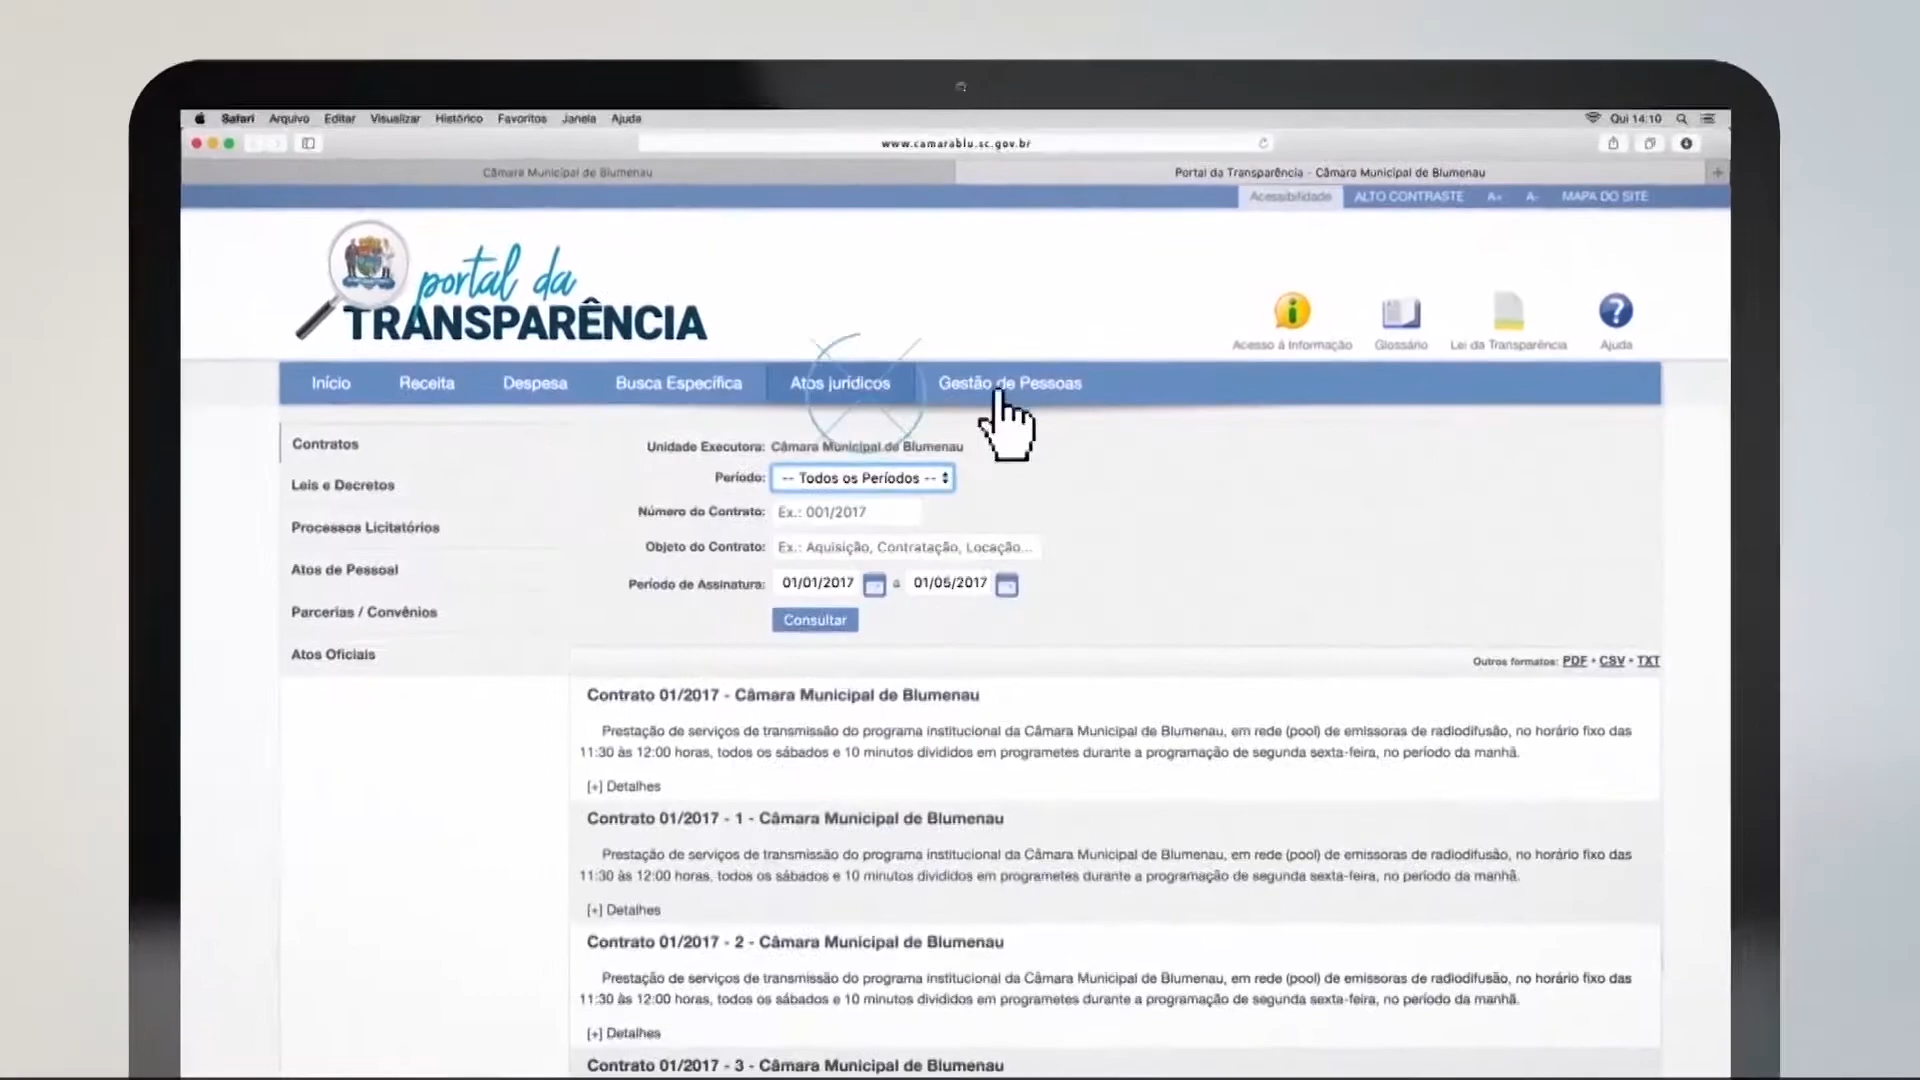 Safari Arquivo Editar Visualizar Histórico Favoritos Janela Ajuda Qui 14:10
www.camarablu.sc.gov.br
Câmara Municipal de Blumenau Portal da Transparência - Câmara Municipal de Blumenau
Acessibilidade ALTO CONTRASTE A+ A- MAPA DO SITE
portal da
TRANSPARÊNCIA
Acesso à Informação Glossário Lei da Transparência Ajuda
Início Receita Despesa Busca Específica Atos jurídicos Gestão de Pessoas
Contratos
Leis e Decretos
Processos Licitatórios
Atos de Pessoal
Parcerias / Convênios
Atos Oficiais
Unidade Executora: Câmara Municipal de Blumenau
Período: -- Todos os Períodos --
Número do Contrato: Ex.: 001/2017
Objeto do Contrato: Ex.: Aquisição, Contratação, Locação...
Período de Assinatura: 01/01/2017 a 01/05/2017
Consultar
Outros formatos: PDF • CSV • TXT
Contrato 01/2017 - Câmara Municipal de Blumenau
Prestação de serviços de transmissão do programa institucional da Câmara Municipal de Blumenau, em rede (pool) de emissoras de radiodifusão, no horário fixo das
11:30 às 12:00 horas, todos os sábados e 10 minutos divididos em programetes durante a programação de segunda sexta-feira, no período da manhã.
[+] Detalhes
Contrato 01/2017 - 1 - Câmara Municipal de Blumenau
Prestação de serviços de transmissão do programa institucional da Câmara Municipal de Blumenau, em rede (pool) de emissoras de radiodifusão, no horário fixo das
11:30 às 12:00 horas, todos os sábados e 10 minutos divididos em programetes durante a programação de segunda sexta-feira, no período da manhã.
[+] Detalhes
Contrato 01/2017 - 2 - Câmara Municipal de Blumenau
Prestação de serviços de transmissão do programa institucional da Câmara Municipal de Blumenau, em rede (pool) de emissoras de radiodifusão, no horário fixo das
11:30 às 12:00 horas, todos os sábados e 10 minutos divididos em programetes durante a programação de segunda sexta-feira, no período da manhã.
[+] Detalhes
Contrato 01/2017 - 3 - Câmara Municipal de Blumenau